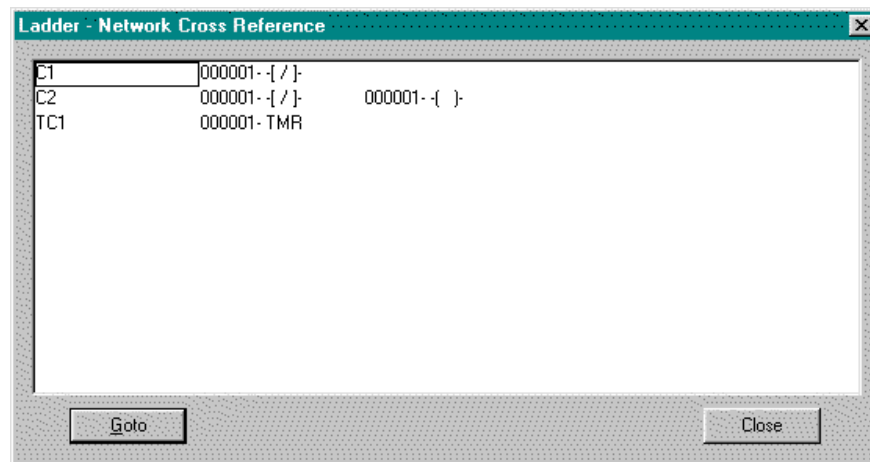 Ladder - Network Cross Reference
C1 000001- -[ / ]-
C2 000001- -[ / ]- 000001- -( )-
TC1 000001- TMR
Goto Close